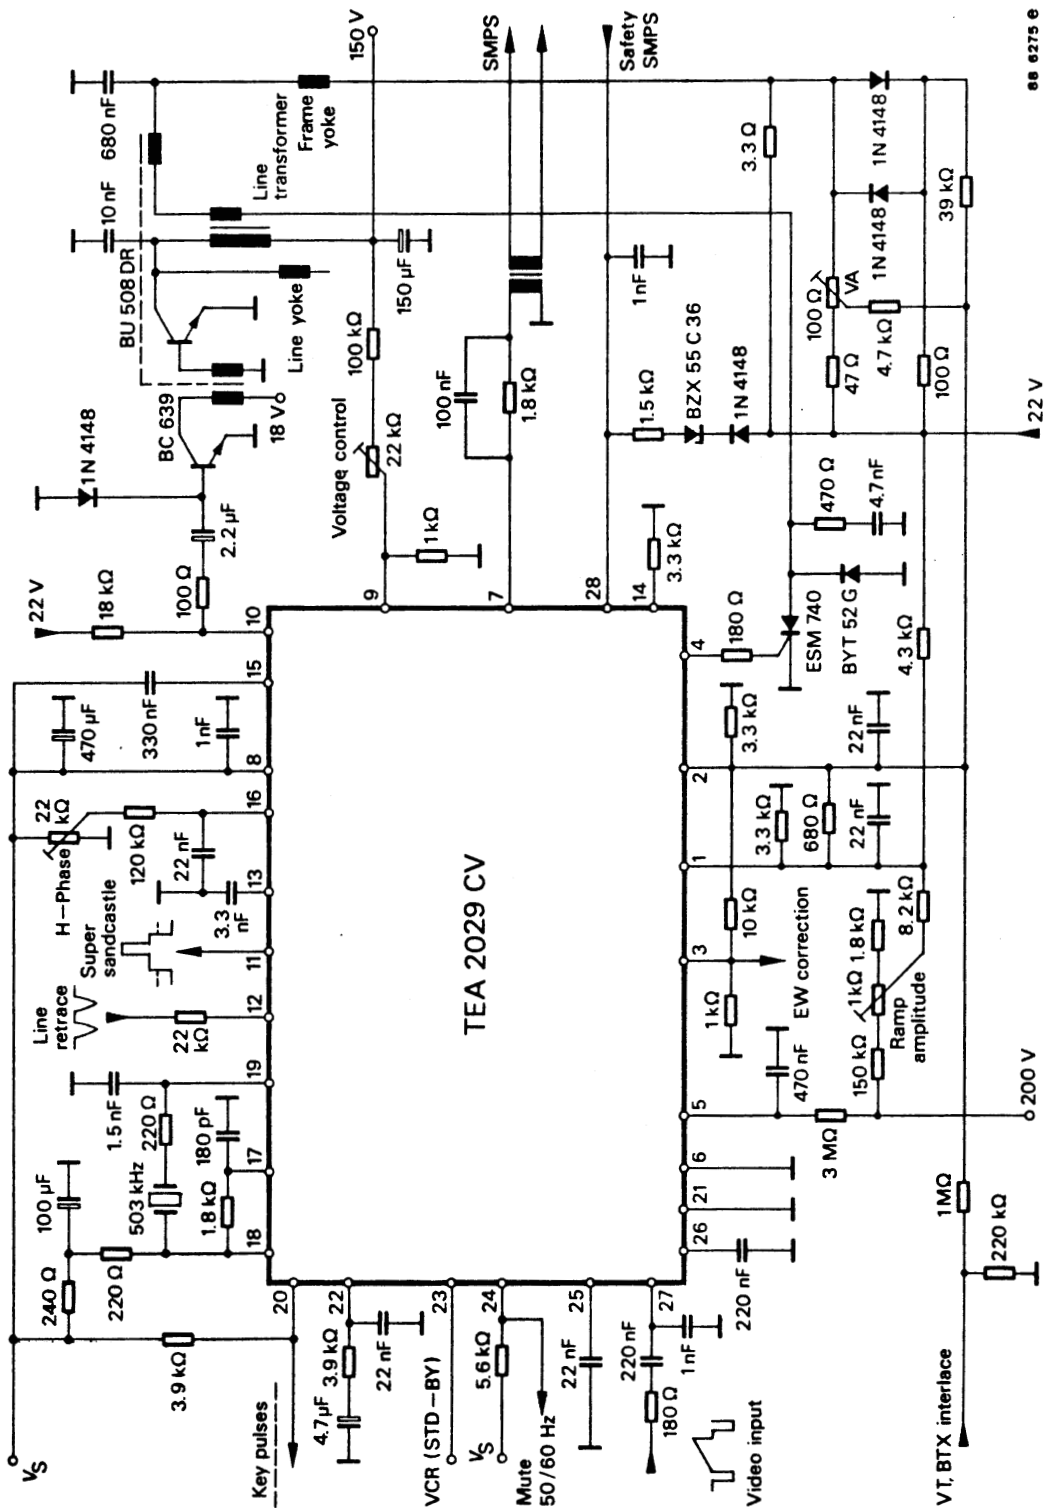 88 6275 e
150 V
SMPS
Safety
SMPS
680 nF
10 nF
BU 508 DR
Line
transformer
Frame
yoke
Line yoke
150 µF
3.3 Ω
1N 4148
1N 4148
39 kΩ
1 nF
100 Ω
VA
4.7 kΩ
47 Ω
100 Ω
22 V
1N 4148
BC 639
18 V
Voltage control
100 kΩ
22 kΩ
1 kΩ
100 nF
1.8 kΩ
1.5 kΩ
BZX 55 C 36
1N 4148
470 Ω
4.7 nF
2.2 µF
100 Ω
22 V
18 kΩ
3.3 kΩ
180 Ω
ESM 740
BYT 52 G
4.3 kΩ
10
9
7
28
14
4
15
8
16
13
11
12
19
17
18
2
1
3
5
6
21
26
20
22
23
24
25
27
TEA 2029 CV
470 µF
330 nF
1 nF
22
kΩ
H–Phase
120 kΩ
22 nF
3.3
nF
Super
sandcastle
Line
retrace
22
kΩ
1.5 nF
220 Ω
503 kHz
180 pF
1.8 kΩ
100 µF
240 Ω
220 Ω
3.9 kΩ
3.3 kΩ
22 nF
3.3 kΩ
680 Ω
22 nF
10 kΩ
1 kΩ
EW correction
8.2 kΩ
1.8 kΩ
1 kΩ
Ramp
amplitude
150 kΩ
470 nF
3 MΩ
200 V
1 MΩ
220 kΩ
220 nF
VS
Key pulses
4.7 µF
3.9 kΩ
22 nF
VCR (STD–BY)
5.6 kΩ
VS
Mute
50/60 Hz
22 nF
220 nF
1 nF
180 Ω
Video input
VT, BTX interlace